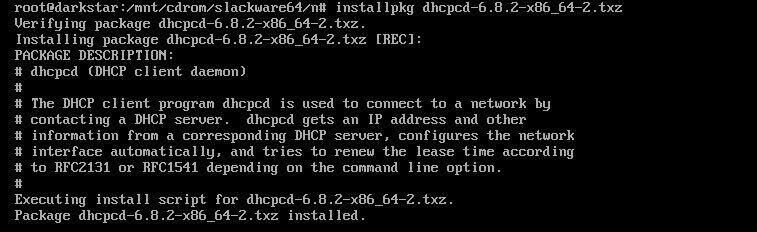 root@darkstar:/mnt/cdrom/slackware64/n# installpkg dhcpcd-6.8.2-x86_64-2.txz
Verifying package dhcpcd-6.8.2-x86_64-2.txz.
Installing package dhcpcd-6.8.2-x86_64-2.txz [REC]:
PACKAGE DESCRIPTION:
# dhcpcd (DHCP client daemon)
#
# The DHCP client program dhcpcd is used to connect to a network by
# contacting a DHCP server.  dhcpcd gets an IP address and other
# information from a corresponding DHCP server, configures the network
# interface automatically, and tries to renew the lease time according
# to RFC2131 or RFC1541 depending on the command line option.
#
Executing install script for dhcpcd-6.8.2-x86_64-2.txz.
Package dhcpcd-6.8.2-x86_64-2.txz installed.